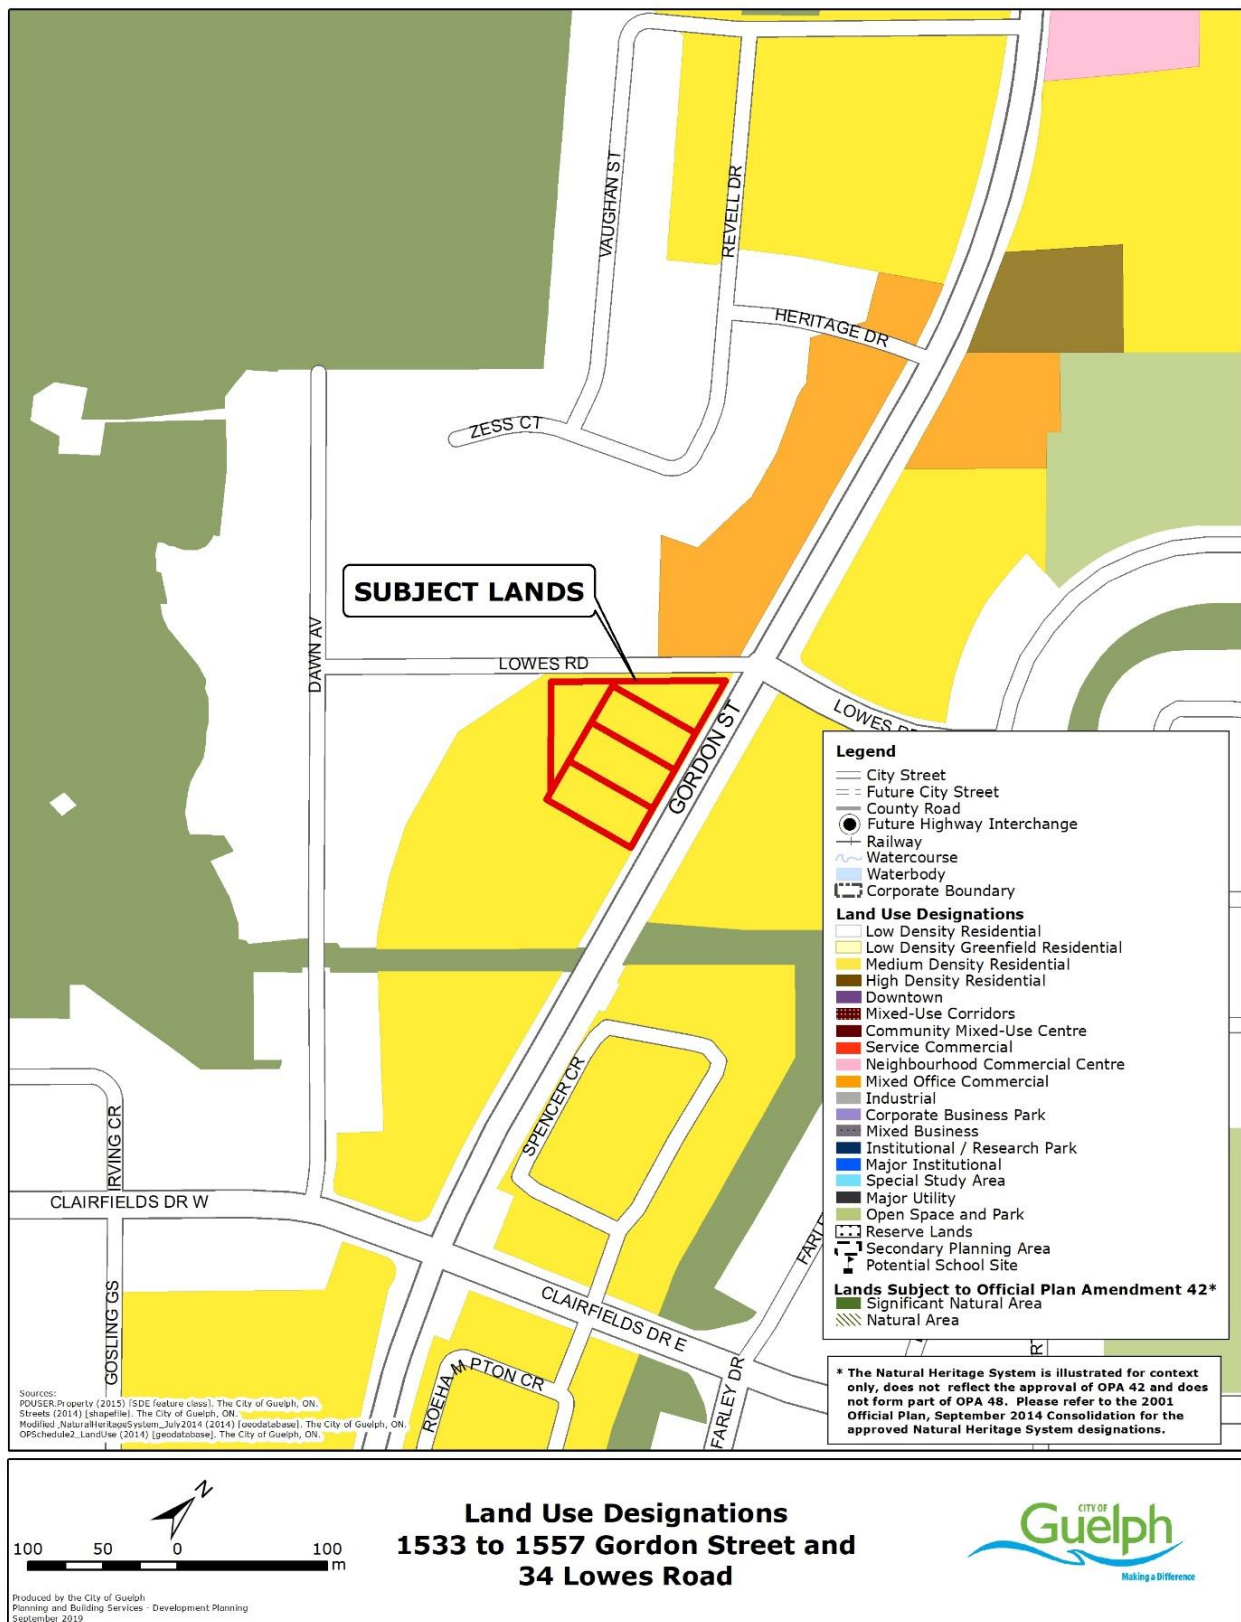 VAUGHAN ST
REVELL DR
HERITAGE DR
ZESS CT
SUBJECT LANDS
DAWN AV
LOWES RD
GORDON ST
LOWES
Legend
City Street
Future City Street
County Road
Future Highway Interchange
Railway
Watercourse
Waterbody
Corporate Boundary
Land Use Designations
Low Density Residential
Low Density Greenfield Residential
Medium Density Residential
High Density Residential
Downtown
Mixed-Use Corridors
Community Mixed-Use Centre
Service Commercial
Neighbourhood Commercial Centre
Mixed Office Commercial
Industrial
Corporate Business Park
Mixed Business
Institutional / Research Park
Major Institutional
Special Study Area
Major Utility
Open Space and Park
Reserve Lands
Secondary Planning Area
Potential School Site
Lands Subject to Official Plan Amendment 42*
Significant Natural Area
Natural Area
SPENCER CR
IRVING CR
CLAIRFIELDS DR W
GOSLING GS
CLAIRFIELDS DR E
ROEHAMPTON CR
FARLEY DR
* The Natural Heritage System is illustrated for context
only, does not reflect the approval of OPA 42 and does
not form part of OPA 48. Please refer to the 2001
Official Plan, September 2014 Consolidation for the
approved Natural Heritage System designations.
Sources:
PDUSER.Property (2015) [SDE feature class]. The City of Guelph, ON.
Streets (2014) [shapefile]. The City of Guelph, ON.
Modified_NaturalHeritageSystem_July2014 (2014) [geodatabase]. The City of Guelph, ON.
OPSchedule2_LandUse (2014) [geodatabase]. The City of Guelph, ON.
N
100 50 0 100
m
Produced by the City of Guelph
Planning and Building Services - Development Planning
September 2019
Land Use Designations
1533 to 1557 Gordon Street and
34 Lowes Road
CITY OF
Guelph
Making a Difference